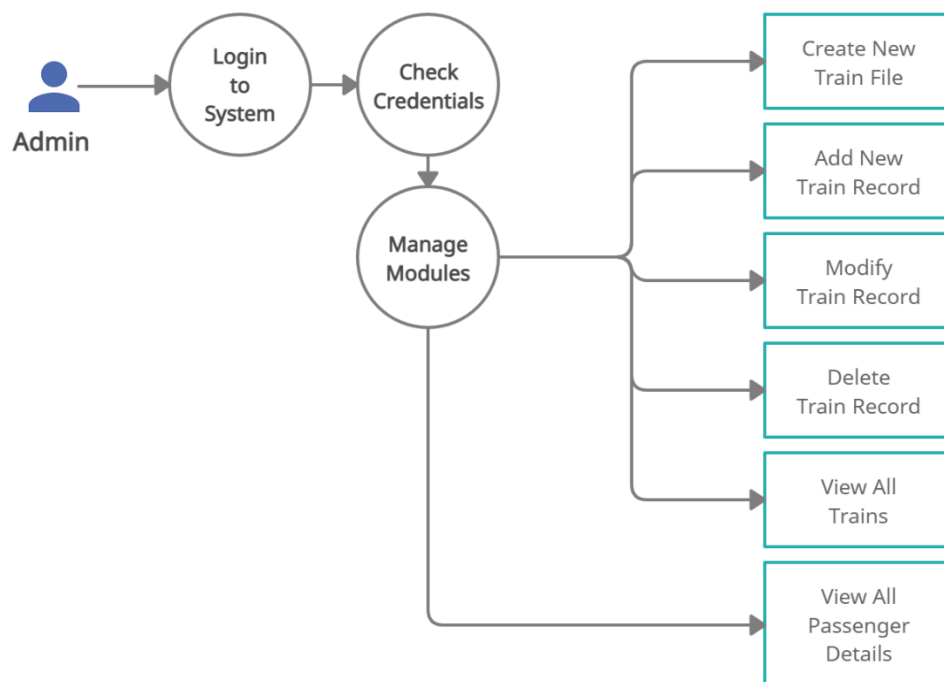 Admin
Login
to
System
Check
Credentials
Manage
Modules
Create New
Train File
Add New
Train Record
Modify
Train Record
Delete
Train Record
View All
Trains
View All
Passenger
Details